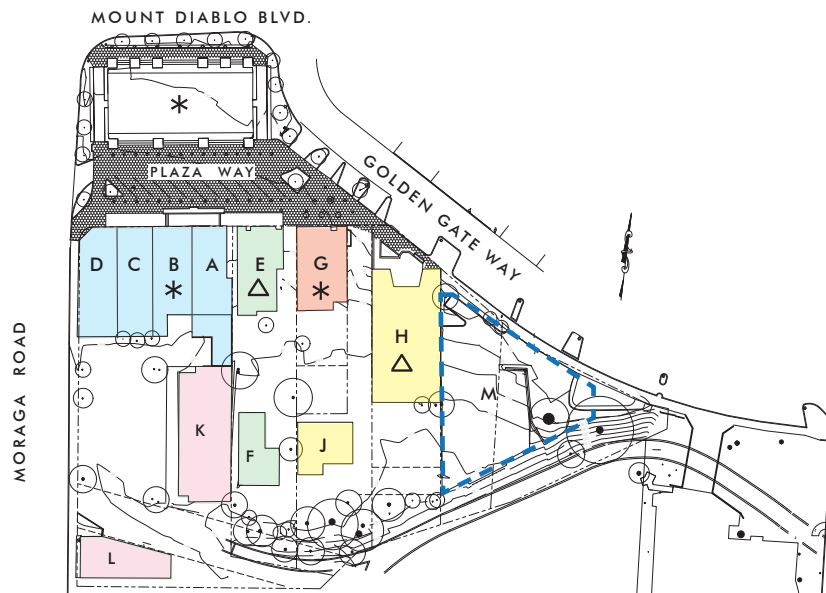 MOUNT DIABLO BLVD.
*
PLAZA WAY
GOLDEN GATE WAY
D C B A E G
* △ *
H
△
MORAGA ROAD
M
K F J
L